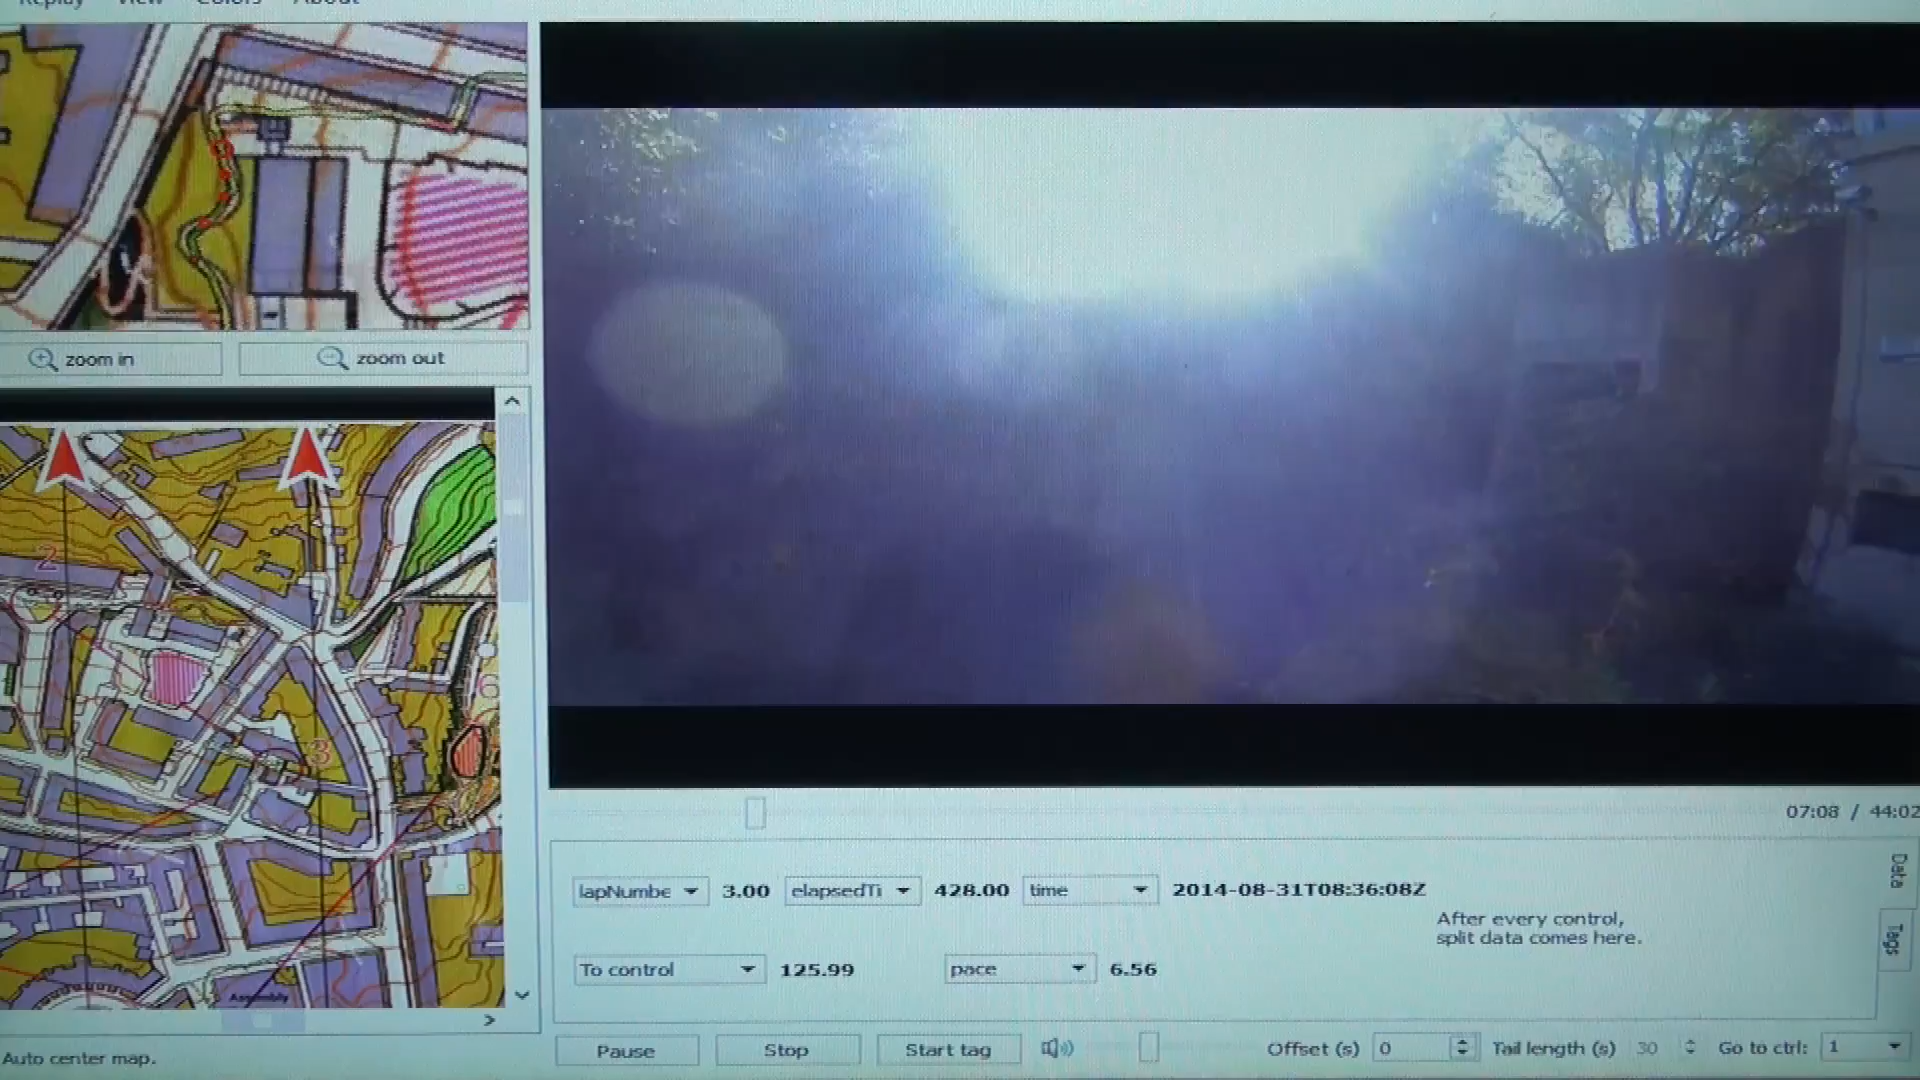 Replay View Colors About
zoom in
zoom out
2
3
6
Assembly
Auto center map.
07:08 / 44:02
lapNumbe 3.00 elapsedTi 428.00 time 2014-08-31T08:36:08Z
After every control,
split data comes here.
To control 125.99 pace 6.56
Data
Tags
Pause
Stop
Start tag
Offset (s) 0
Tail length (s) 30
Go to ctrl: 1